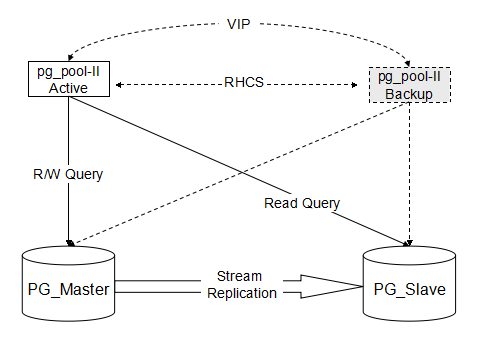 VIP
pg_pool-II
Active
RHCS
pg_pool-II
Backup
R/W Query
Read Query
PG_Master
Stream
Replication
PG_Slave